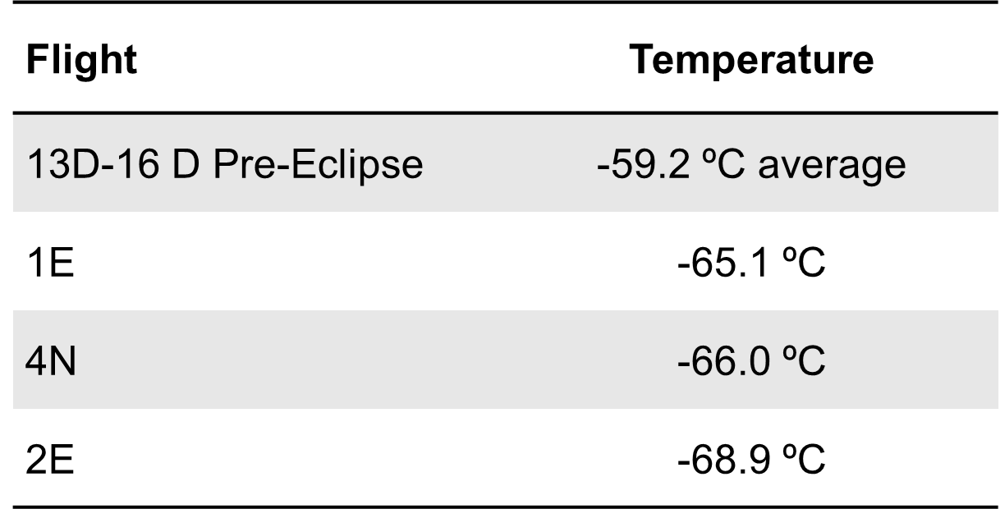 Flight Temperature
13D-16 D Pre-Eclipse -59.2 ºC average
1E -65.1 ºC
4N -66.0 ºC
2E -68.9 ºC